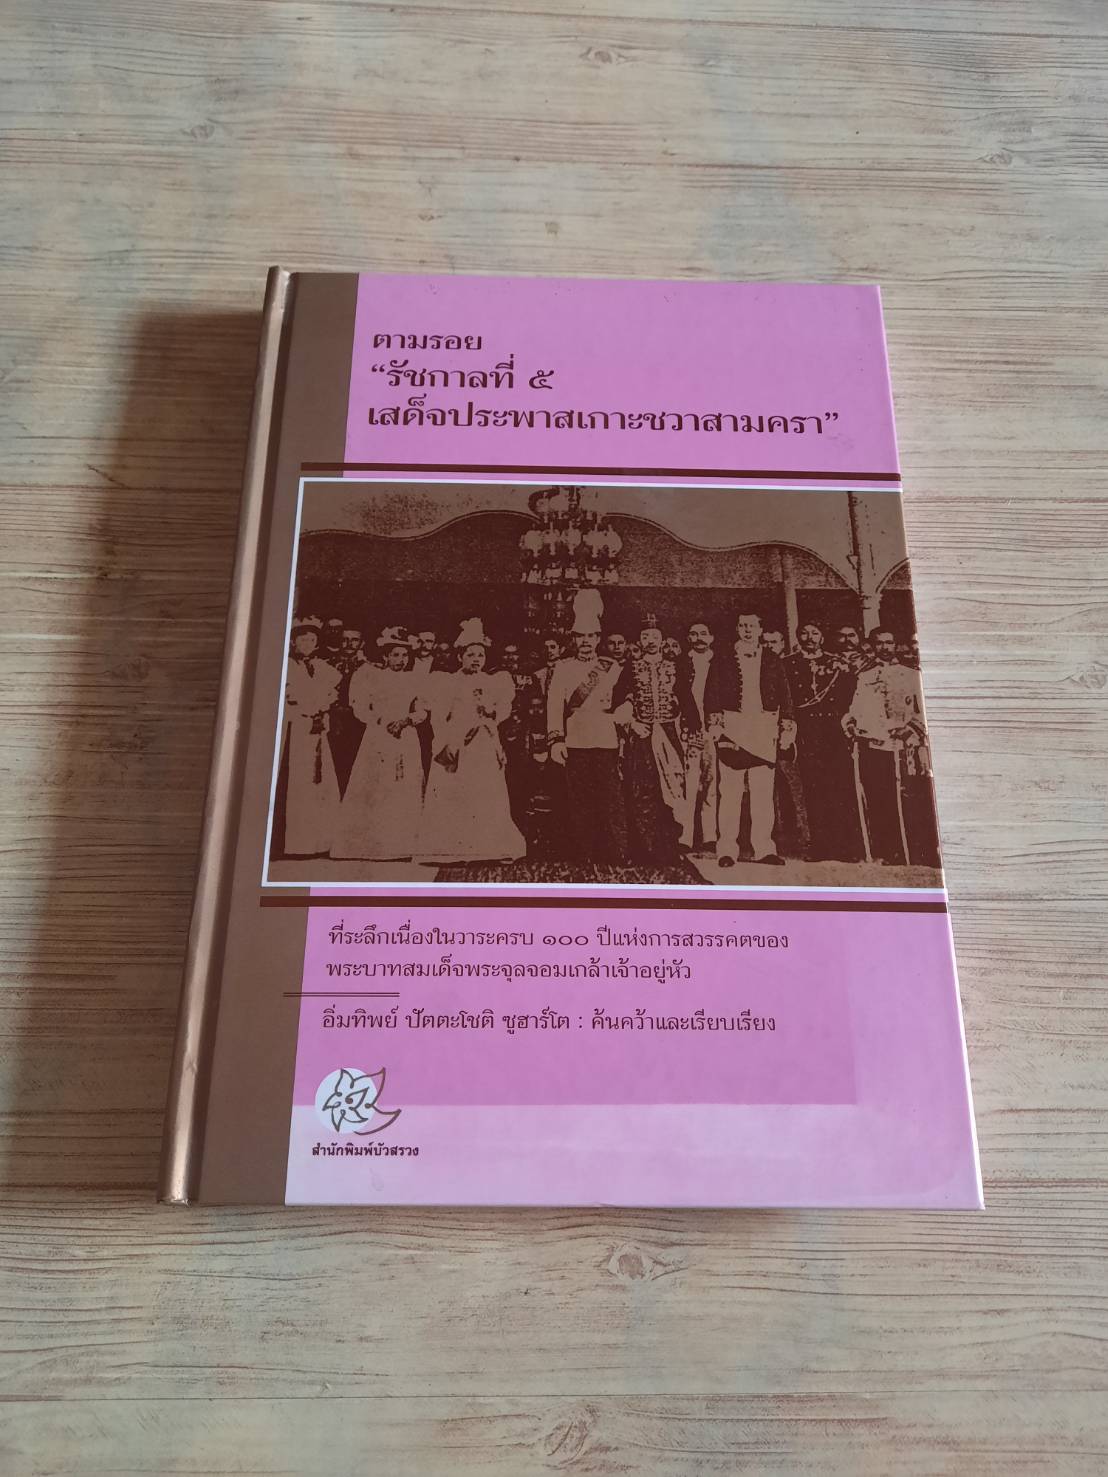 ตามรอย
“รัชกาลที่ ๕
เสด็จประพาสเกาะชวาสามครา”
ที่ระลึกเนื่องในวาระครบ ๑๐๐ ปีแห่งการสวรรคตของ
พระบาทสมเด็จพระจุลจอมเกล้าเจ้าอยู่หัว
อิ่มทิพย์ ปัตตะโชติ ซูฮาร์โต : ค้นคว้าและเรียบเรียง
สำนักพิมพ์บัวสรวง